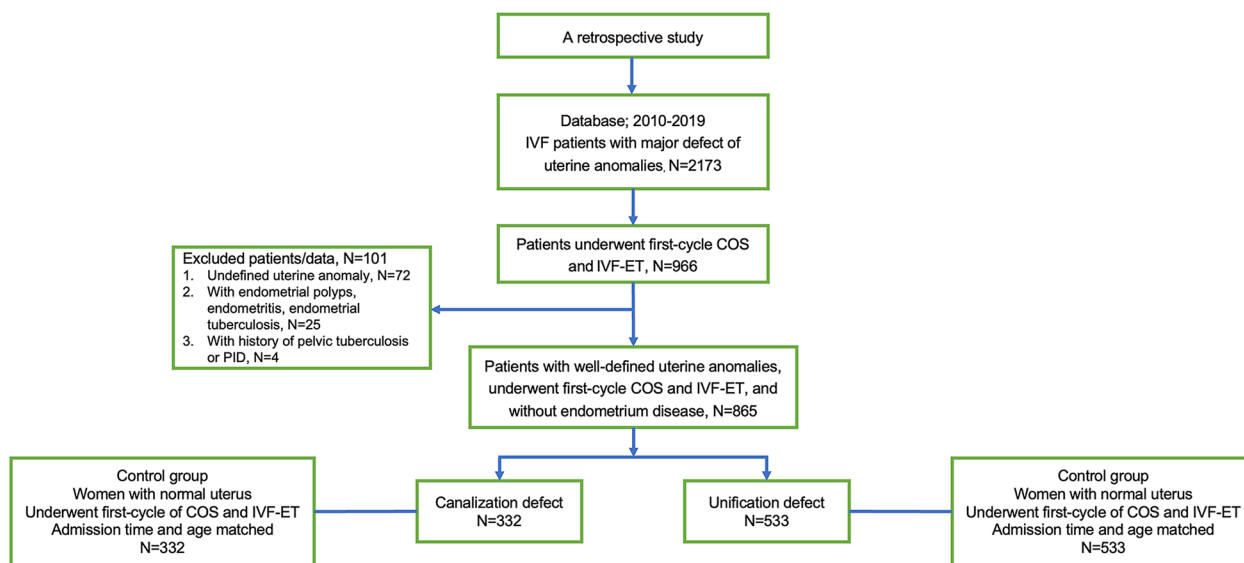 A retrospective study
Database; 2010-2019
IVF patients with major defect of
uterine anomalies, N=2173
Patients underwent first-cycle COS
and IVF-ET, N=966
Excluded patients/data, N=101
1. Undefined uterine anomaly, N=72
2. With endometrial polyps,
endometritis, endometrial
tuberculosis, N=25
3. With history of pelvic tuberculosis
or PID, N=4
Patients with well-defined uterine anomalies,
underwent first-cycle COS and IVF-ET, and
without endometrium disease, N=865
Control group
Women with normal uterus
Underwent first-cycle of COS and IVF-ET
Admission time and age matched
N=332
Canalization defect
N=332
Unification defect
N=533
Control group
Women with normal uterus
Underwent first-cycle of COS and IVF-ET
Admission time and age matched
N=533